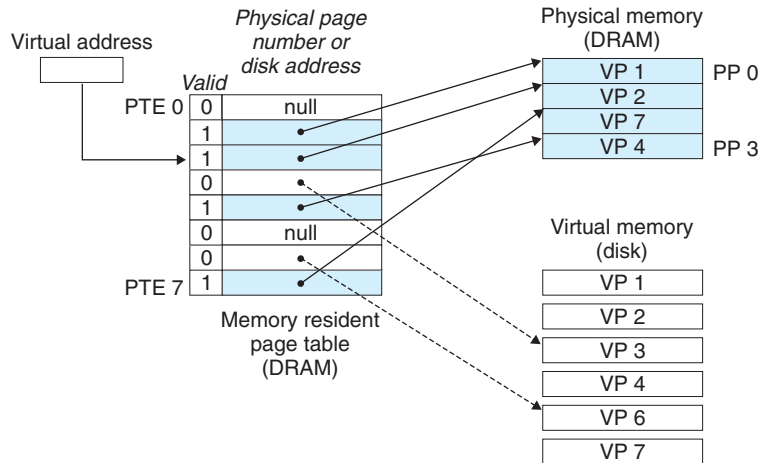 Virtual address
Physical page
number or
disk address
Valid
PTE 0
0
null
1
1
0
1
0
null
0
PTE 7
1
Memory resident
page table
(DRAM)
Physical memory
(DRAM)
VP 1
PP 0
VP 2
VP 7
VP 4
PP 3
Virtual memory
(disk)
VP 1
VP 2
VP 3
VP 4
VP 6
VP 7